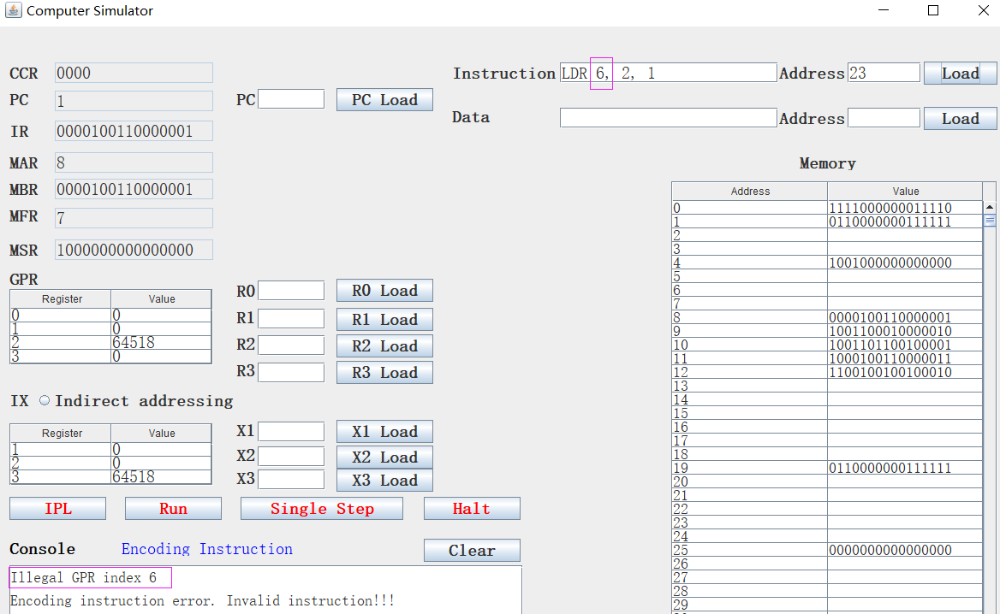 Computer Simulator
CCR 0000
Instruction LDR 6, 2, 1 Address 23 Load
PC 1 PC PC Load
Data Address Load
IR 0000100110000001
MAR 8
Memory
MBR 0000100110000001
Address Value
MFR 7
MSR 1000000000000000
GPR
Register Value
0 0
1 0
2 64518
3 0
R0 R0 Load
R1 R1 Load
R2 R2 Load
R3 R3 Load
IX Indirect addressing
Register Value
1 0
2 0
3 64518
X1 X1 Load
X2 X2 Load
X3 X3 Load
IPL Run Single Step Halt
Console Encoding Instruction Clear
Illegal GPR index 6
Encoding instruction error. Invalid instruction!!!
0 1111000000011110
1 0110000000111111
2
3
4 1001000000000000
5
6
7
8 0000100110000001
9 1001100010000010
10 1001101100100001
11 1000100110000011
12 1100100100100010
13
14
15
16
17
18
19 0110000000111111
20
21
22
23
24
25 0000000000000000
26
27
28
29